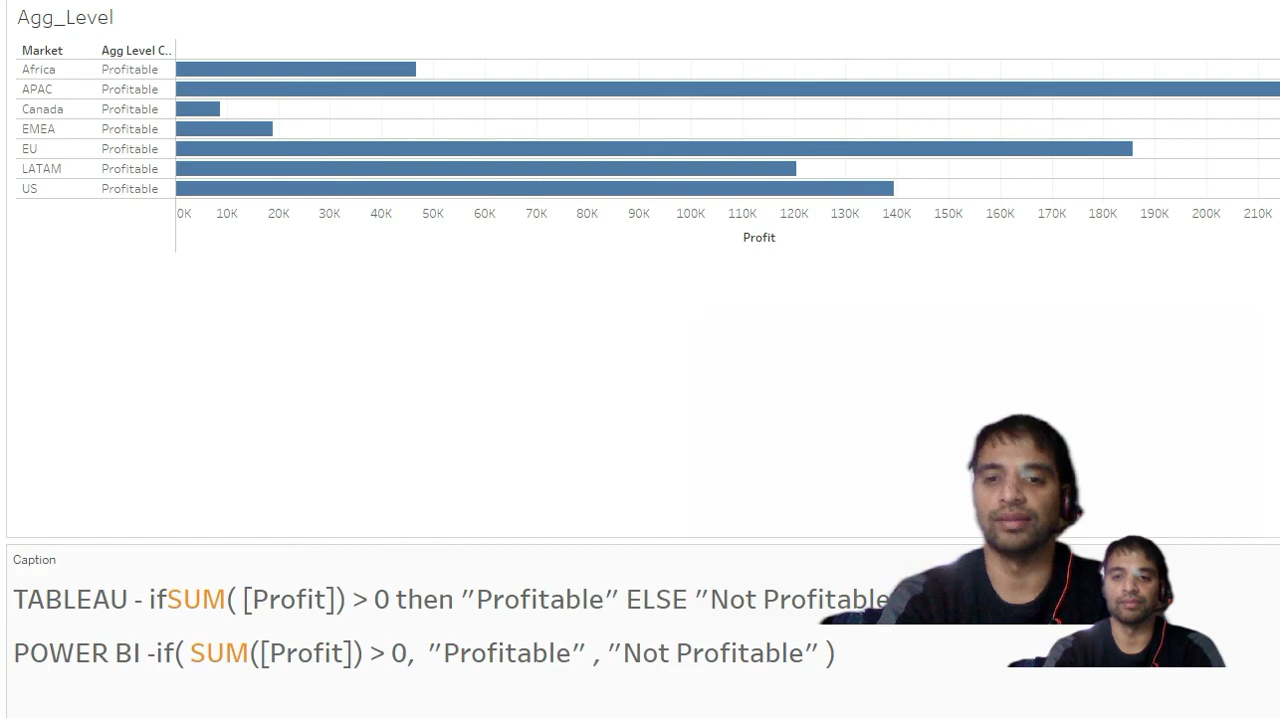 Agg_Level
Market Agg Level C..
Africa Profitable
APAC Profitable
Canada Profitable
EMEA Profitable
EU Profitable
LATAM Profitable
US Profitable
0K 10K 20K 30K 40K 50K 60K 70K 80K 90K 100K 110K 120K 130K 140K 150K 160K 170K 180K 190K 200K 210K
Profit
Caption
TABLEAU - ifSUM( [Profit]) > 0 then "Profitable" ELSE "Not Profitable
POWER BI -if( SUM([Profit]) > 0, "Profitable" , "Not Profitable" )